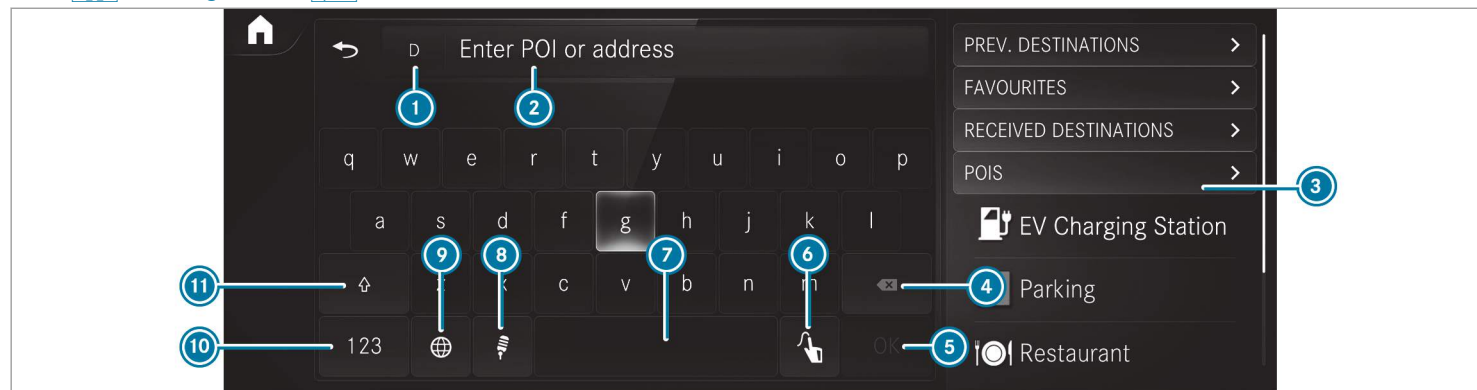 D Enter POI or address
1
2
q w e r t y u i o p
a s d f g h j k l
9
8
7
6
11
z x c v b n m
4
10
123
OK
5
PREV. DESTINATIONS
FAVOURITES
RECEIVED DESTINATIONS
POIS
3
EV Charging Station
Parking
Restaurant